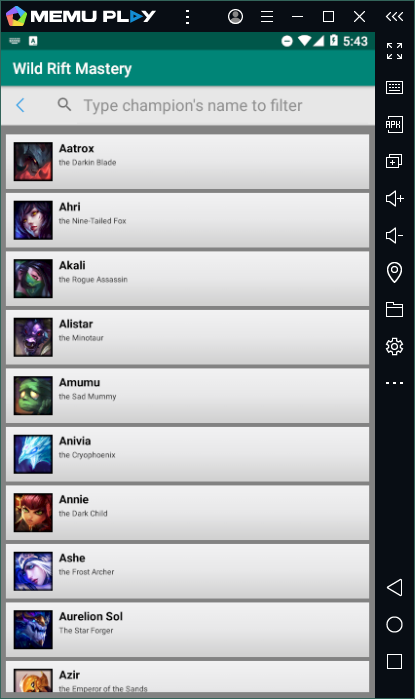 MEMU PLAY
5:43
Wild Rift Mastery
Type champion's name to filter
Aatrox
the Darkin Blade
Ahri
the Nine-Tailed Fox
Akali
the Rogue Assassin
Alistar
the Minotaur
Amumu
the Sad Mummy
Anivia
the Cryophoenix
Annie
the Dark Child
Ashe
the Frost Archer
Aurelion Sol
The Star Forger
Azir
the Emperor of the Sands
APK